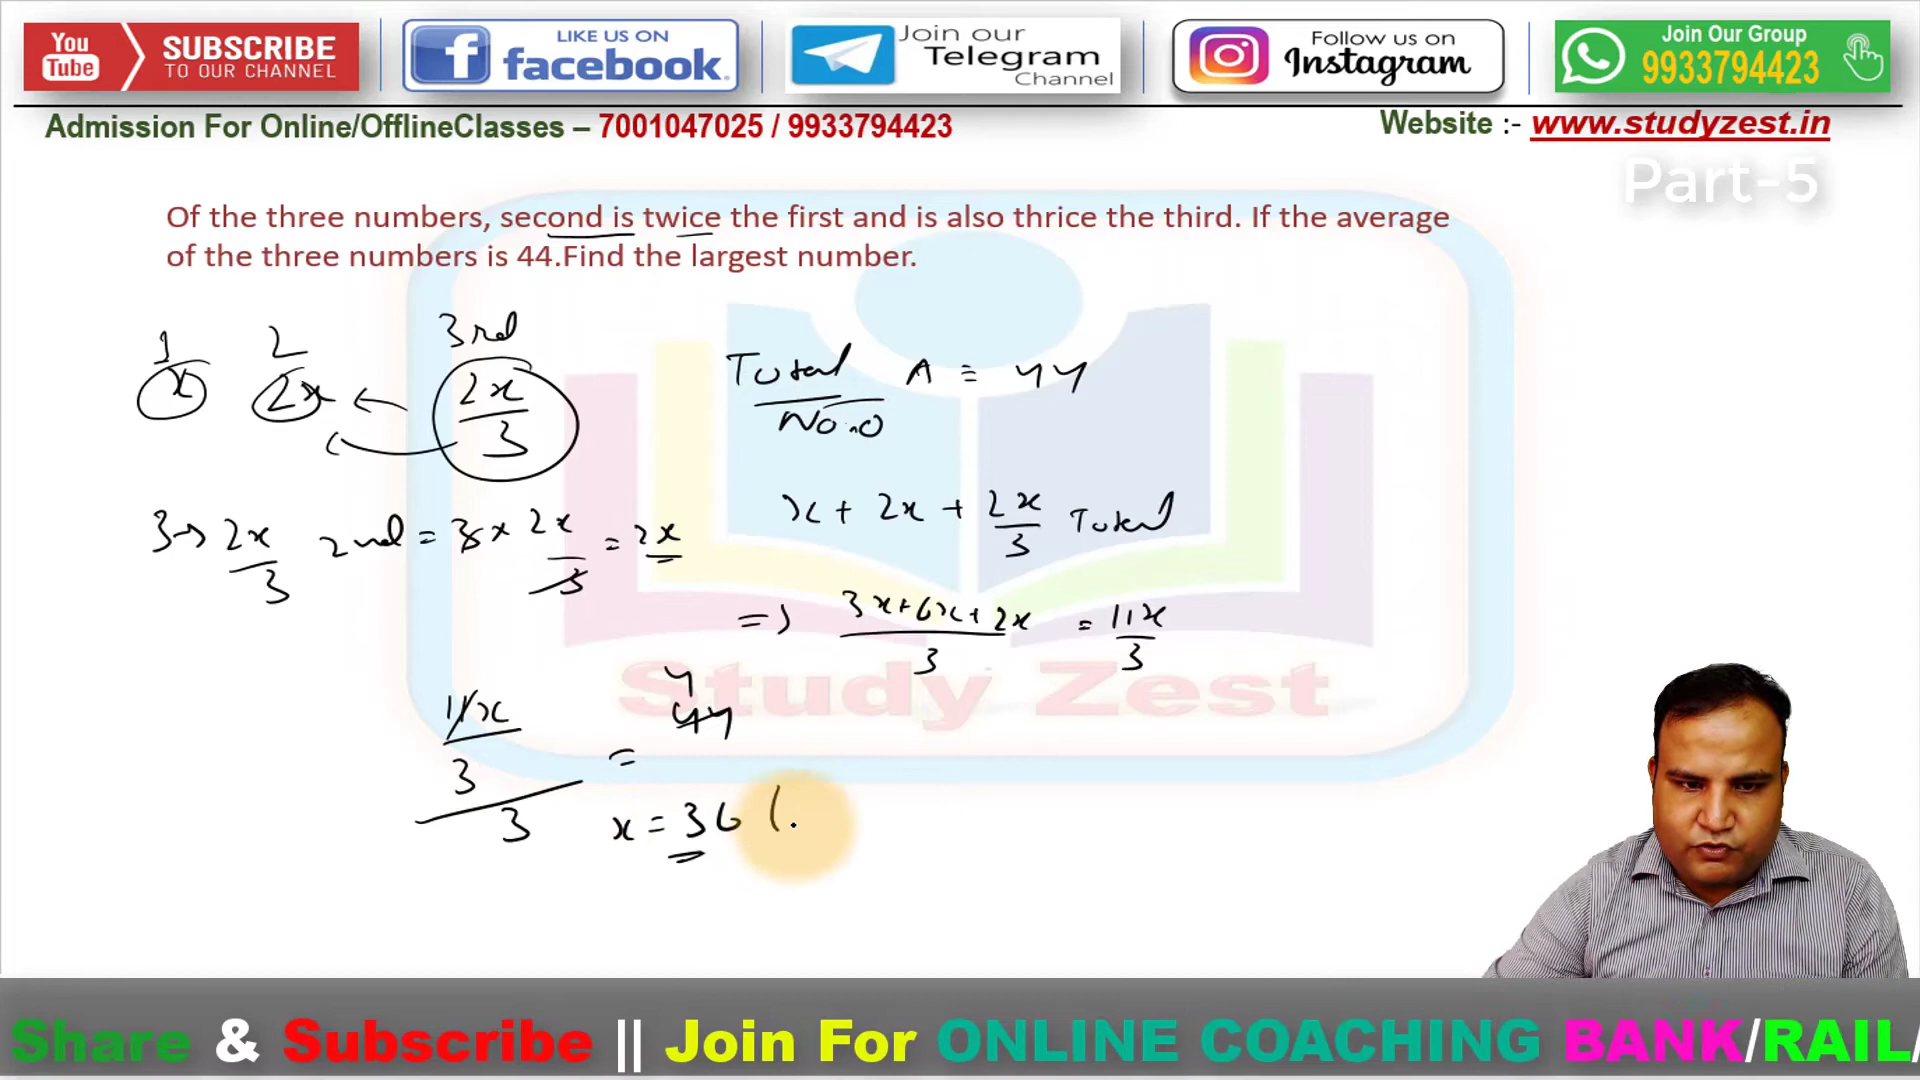 You Tube SUBSCRIBE TO OUR CHANNEL
LIKE US ON facebook.
Join our Telegram Channel
Follow us on Instagram
Join Our Group 9933794423
Admission For Online/OfflineClasses – 7001047025 / 9933794423
Website :- www.studyzest.in
Part-5
Of the three numbers, second is twice the first and is also thrice the third. If the average
of the three numbers is 44.Find the largest number.
1 2 3rd
x 2x 2x/3
Total/No.o A = 44
x + 2x + 2x/3 Total
3→ 2x/3 2nd = 3 x 2x/3 = 2x
=> 3x+6x+2x/3 = 11x/3
11x/3/3 = 44 4
x = 36 (
Study Zest
Share & Subscribe || Join For ONLINE COACHING BANK/RAIL/